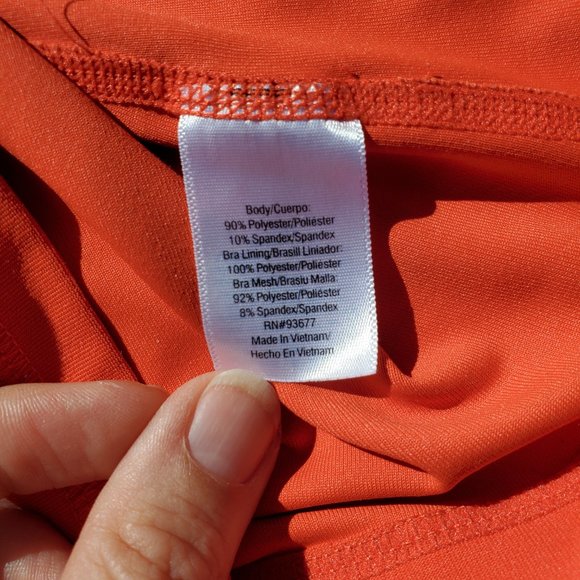 Body/Cuerpo:
90% Polyester/Poliéster
10% Spandex/Spandex
Bra Lining/Brasill Liniador:
100% Polyester/Poliéster
Bra Mesh/Brasiu Malla:
92% Polyester/Poliéster
8% Spandex/Spandex
RN#93677
Made In Vietnam/
Hecho En Vietnam